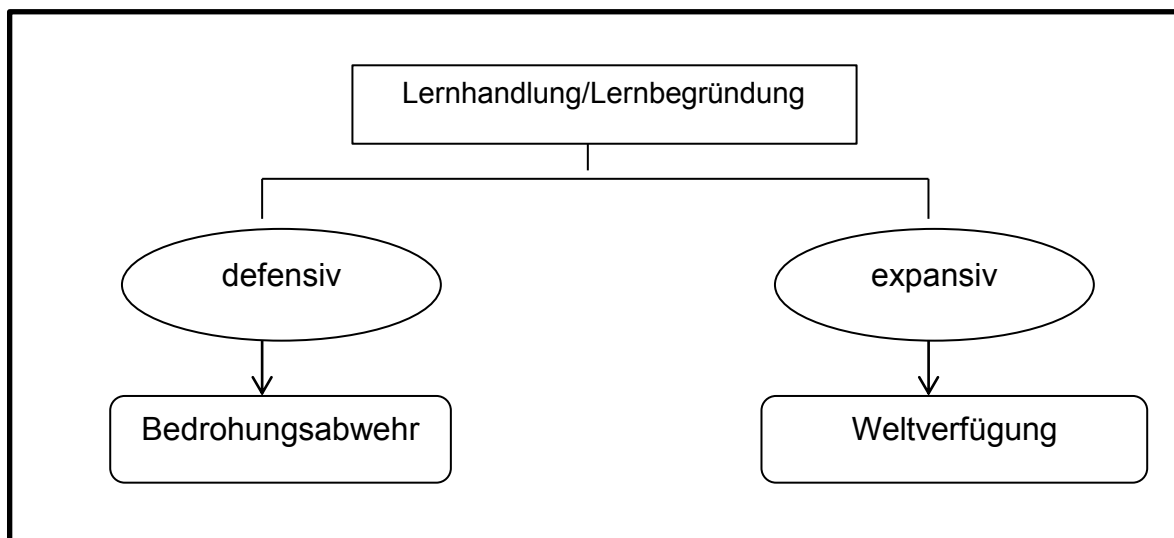 Lernhandlung/Lernbegründung
defensiv
expansiv
Bedrohungsabwehr
Weltverfügung